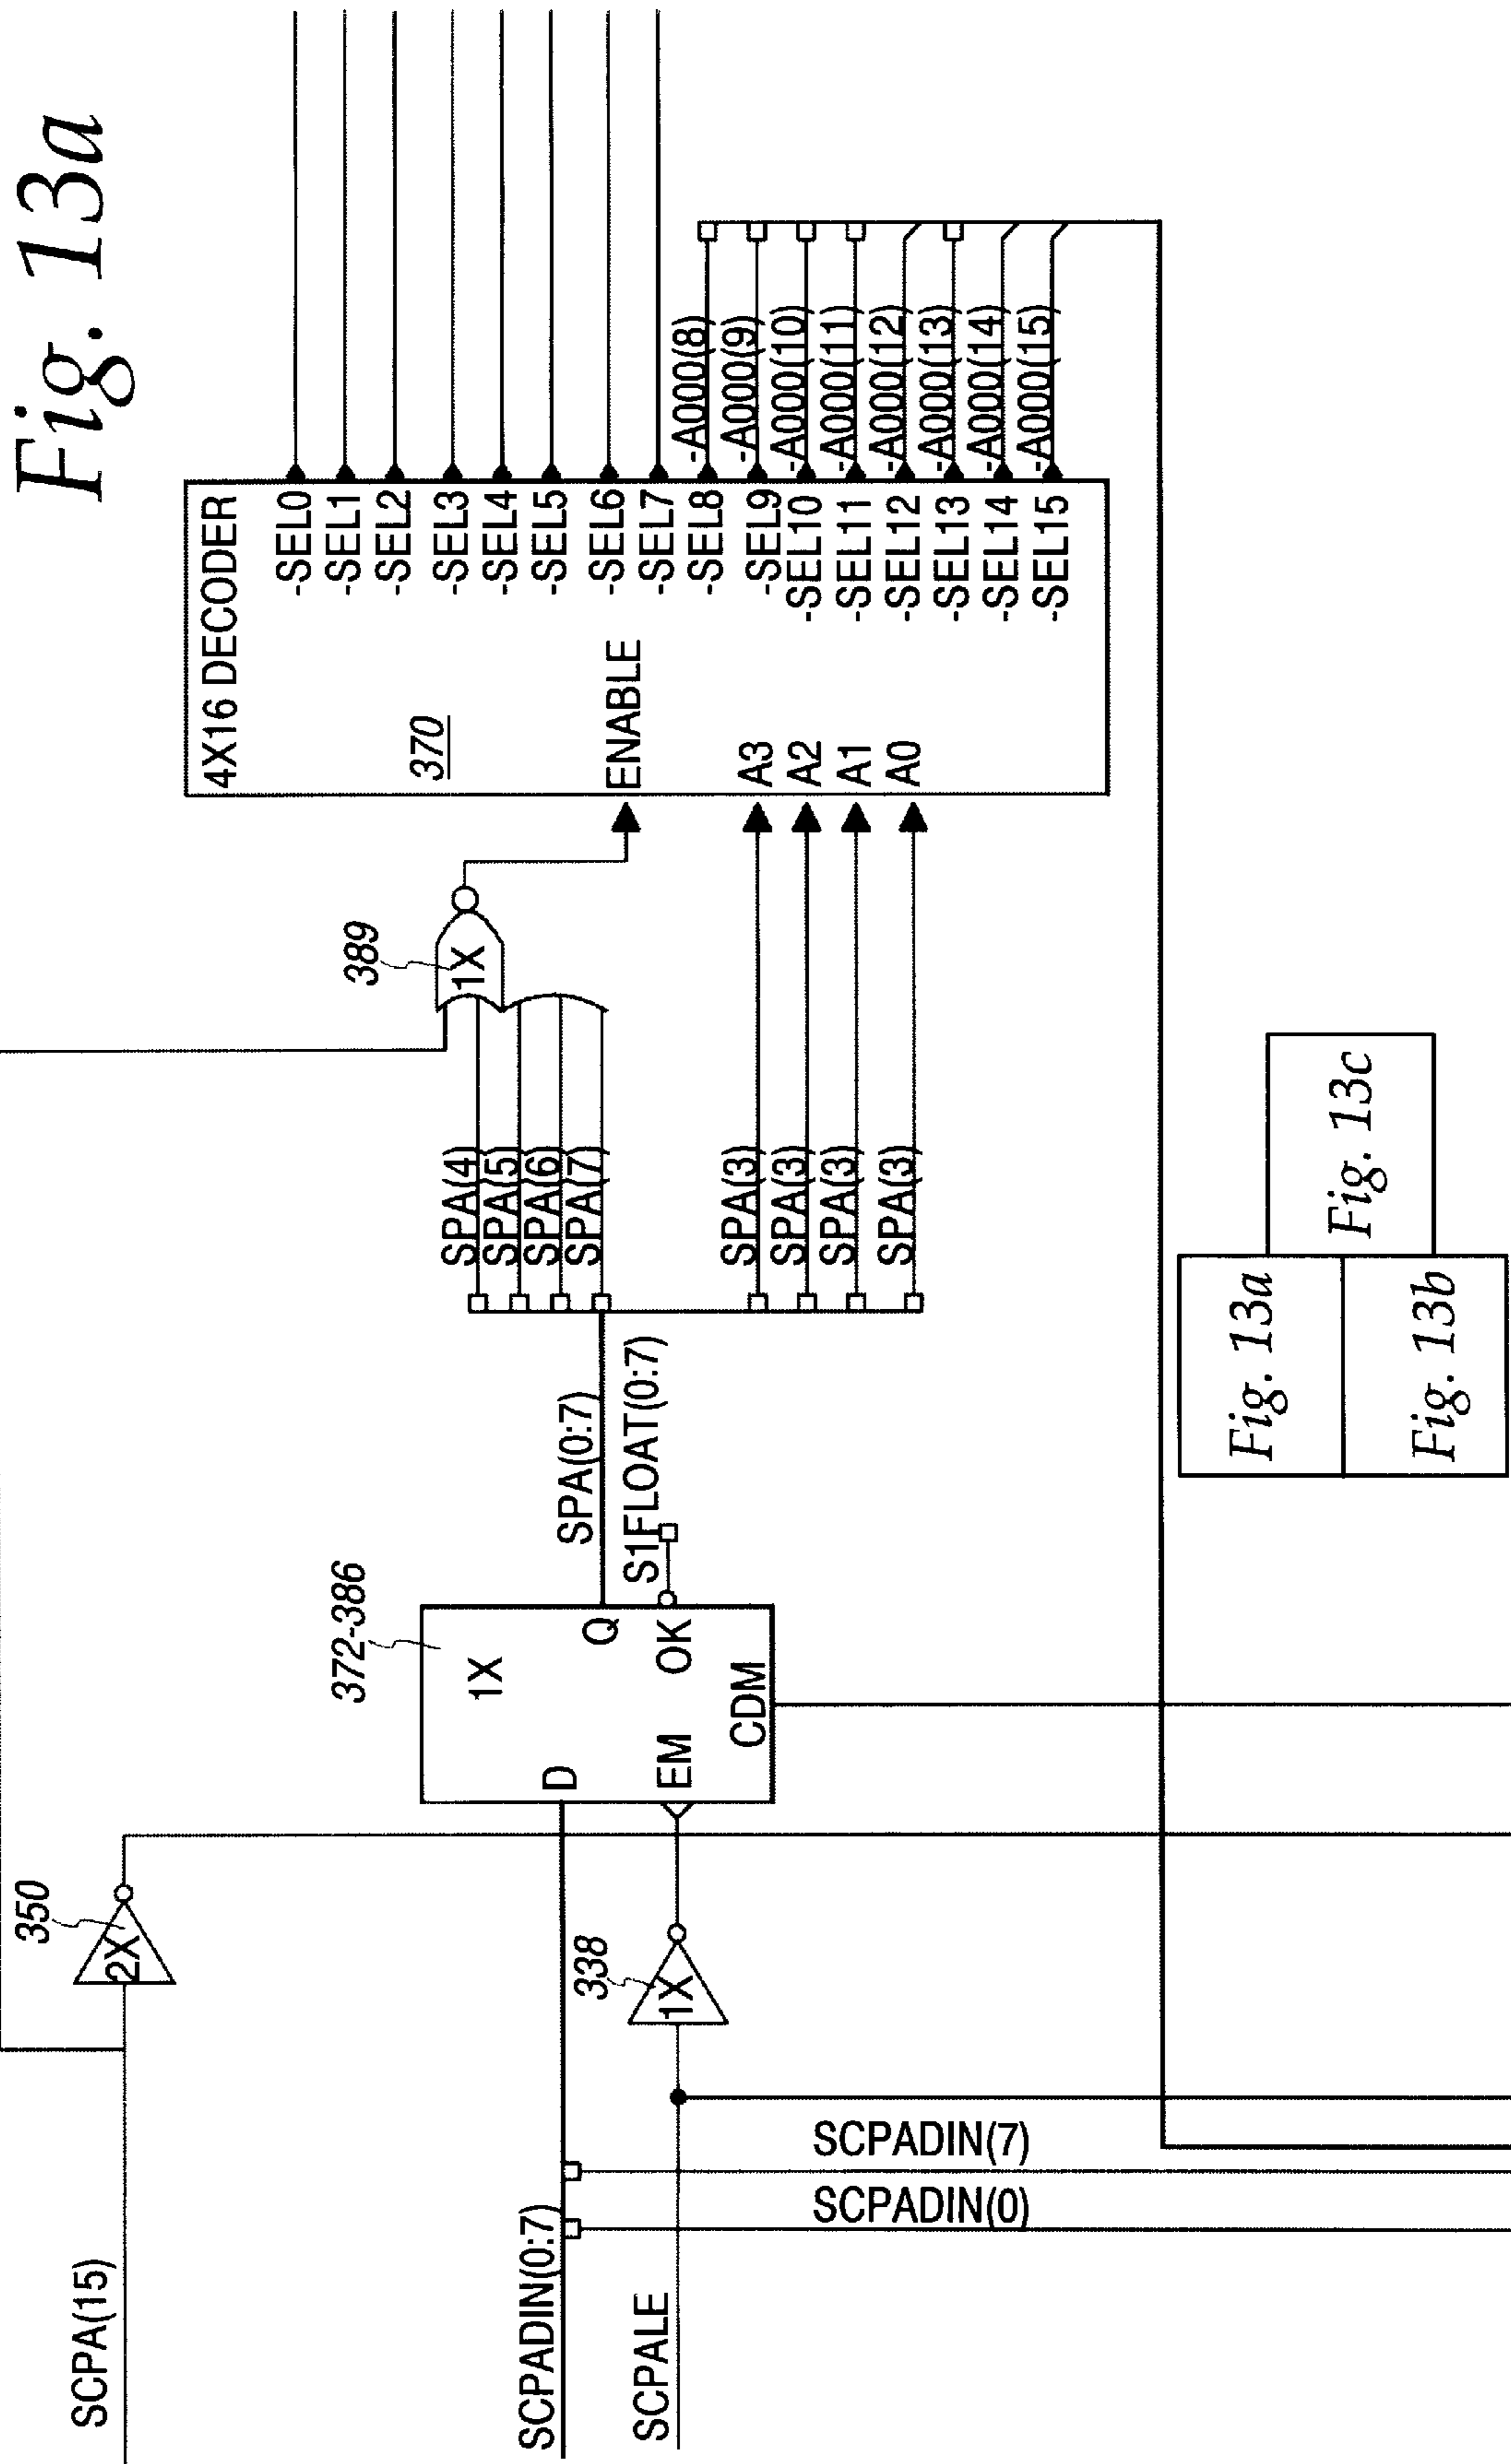 Fig. 13a
SCPA(15)
350
2X
SCPADIN(0:7)
SCPALE
SCPADIN(7)
SCPADIN(0)
338
1X
372-386
1X
D
Q
EM
OK
CDM
SPA(0:7)
S1FLOAT(0:7)
SPA(4)
SPA(5)
SPA(6)
SPA(7)
SPA(3)
SPA(3)
SPA(3)
SPA(3)
389
1X
4X16 DECODER
370
ENABLE
A3
A2
A1
A0
-SEL0
-SEL1
-SEL2
-SEL3
-SEL4
-SEL5
-SEL6
-SEL7
-SEL8
-SEL9
-SEL10
-SEL11
-SEL12
-SEL13
-SEL14
-SEL15
-A000(8)
-A000(9)
-A000(10)
-A000(11)
-A000(12)
-A000(13)
-A000(14)
-A000(15)
Fig. 13a
Fig. 13b
Fig. 13c